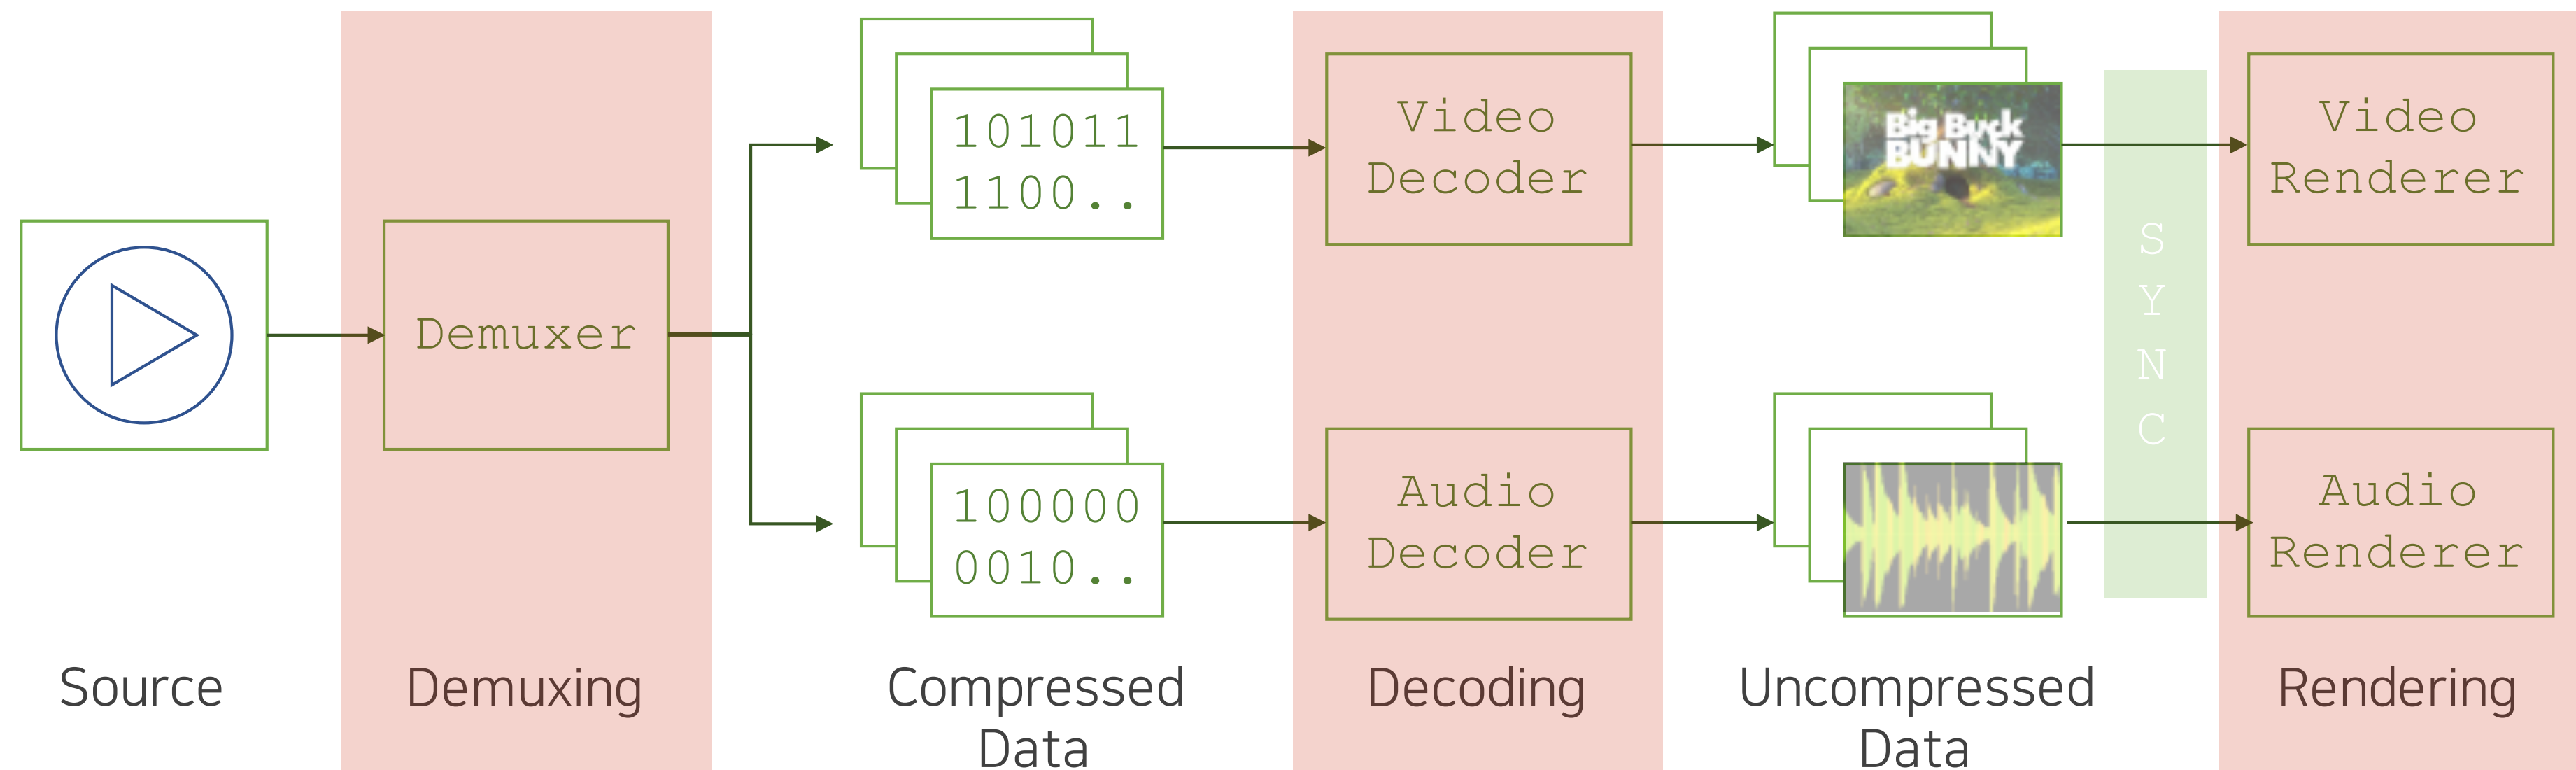 101011
1100..
Video
Decoder
Big Buck
BUNNY
Video
Renderer
S
Y
N
C
Demuxer
100000
0010..
Audio
Decoder
Audio
Renderer
Source
Demuxing
Compressed
Data
Decoding
Uncompressed
Data
Rendering